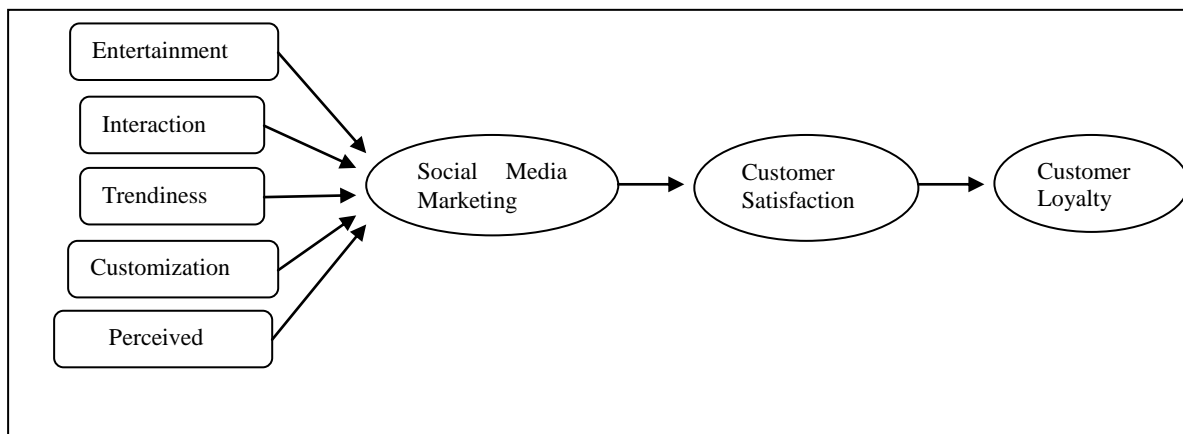 Entertainment
Interaction
Trendiness
Customization
Perceived
Social Media
Marketing
Customer
Satisfaction
Customer
Loyalty